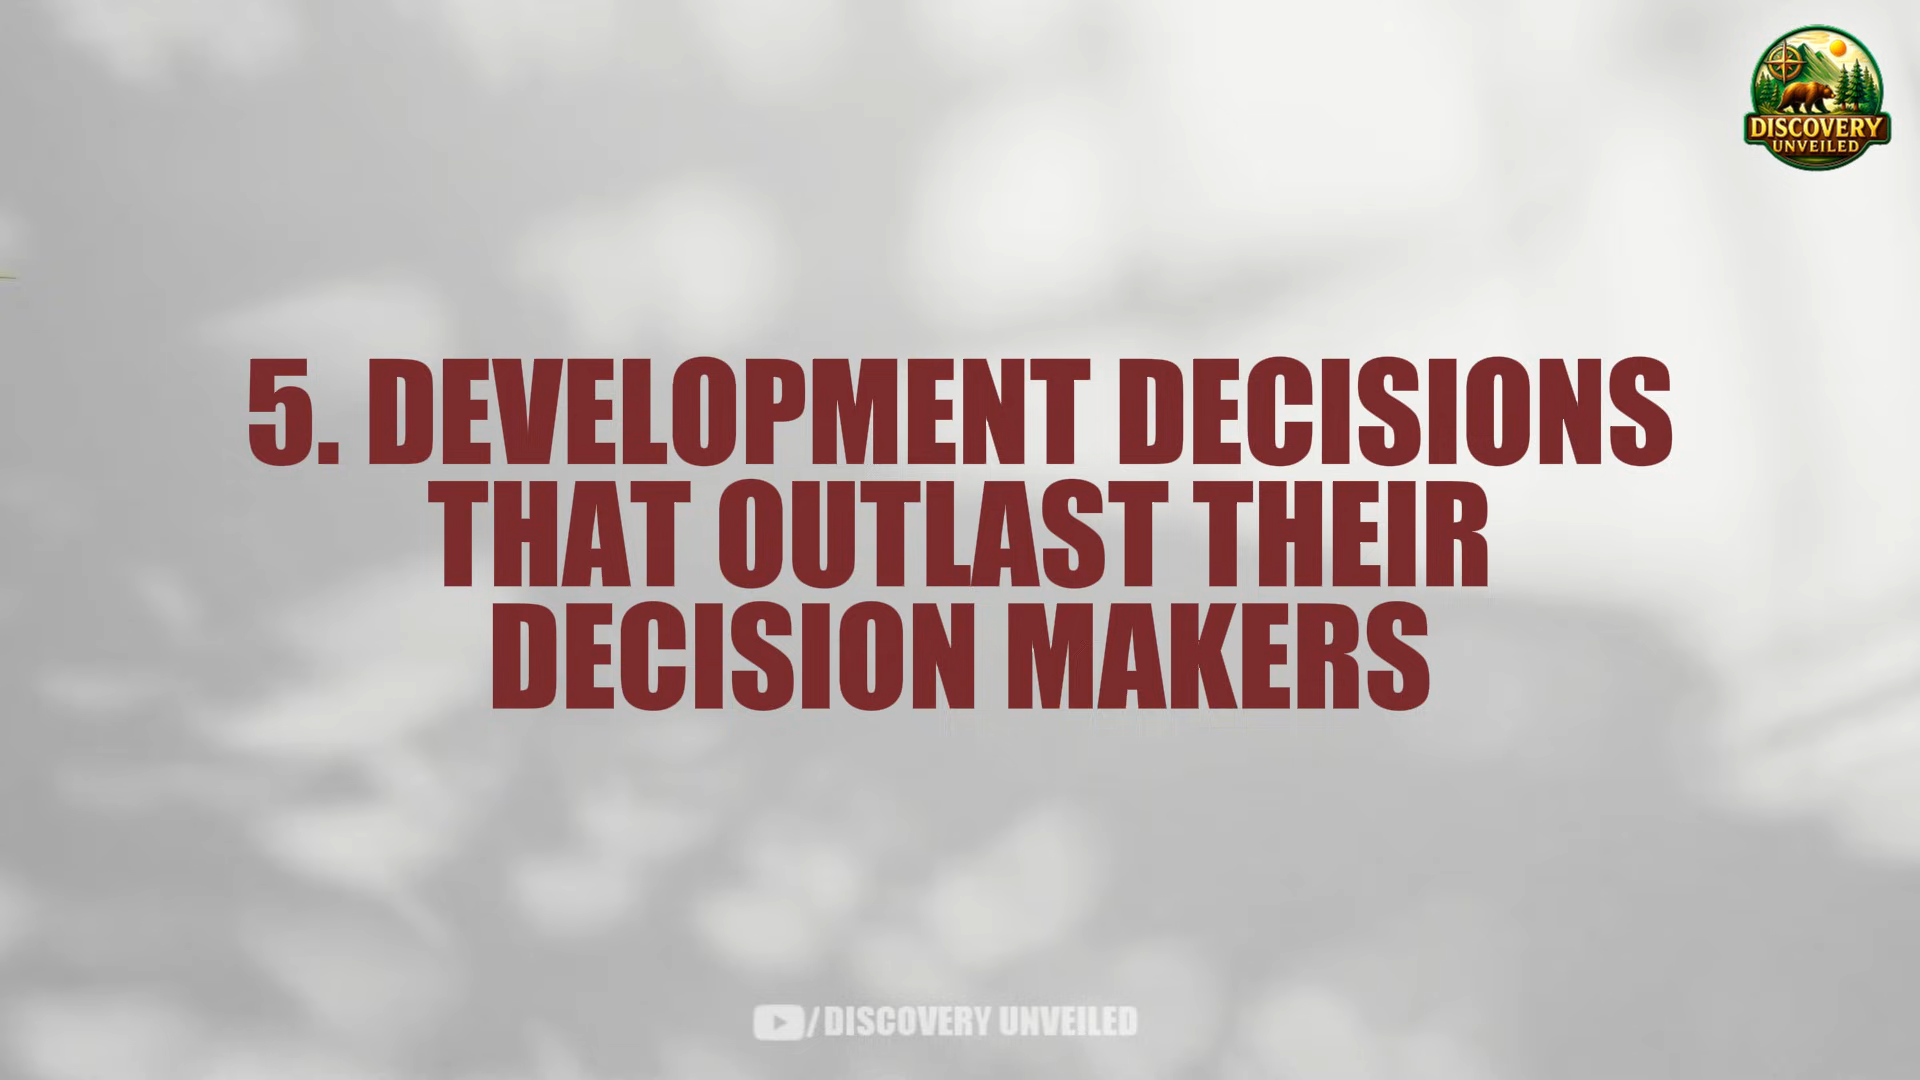 DISCOVERY
UNVEILED
5. DEVELOPMENT DECISIONS
THAT OUTLAST THEIR
DECISION MAKERS
/DISCOVERY UNVEILED